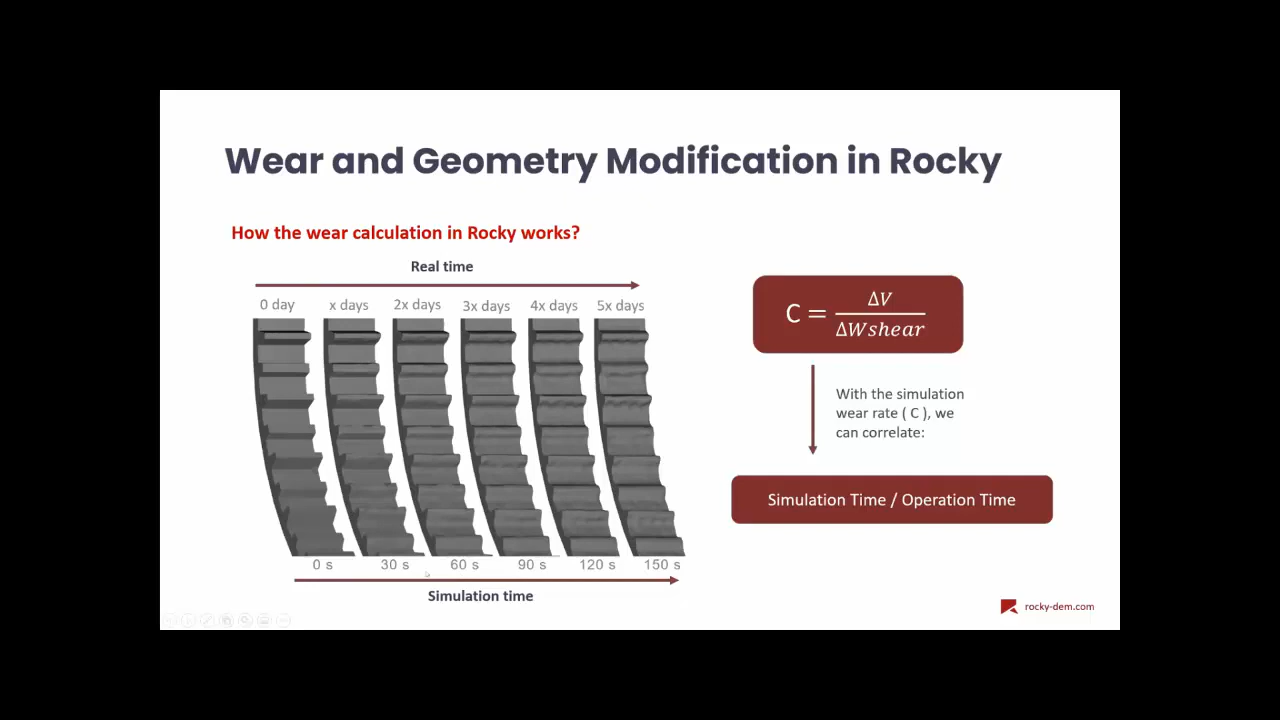 Wear and Geometry Modification in Rocky
How the wear calculation in Rocky works?
Real time
0 day x days 2x days 3x days 4x days 5x days
0 s 30 s 60 s 90 s 120 s 150 s
Simulation time
C = ΔV / ΔWshear
With the simulation
wear rate ( C ), we
can correlate:
Simulation Time / Operation Time
rocky-dem.com